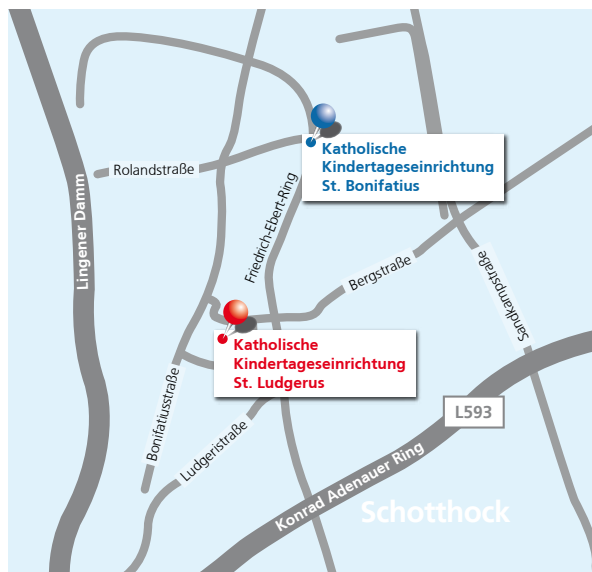 Katholische
Kindertageseinrichtung
St. Bonifatius
Rolandstraße
Lingener Damm
Friedrich-Ebert-Ring
Bergstraße
Sandkampstraße
Katholische
Kindertageseinrichtung
St. Ludgerus
Bonifatiusstraße
Ludgeristraße
L593
Konrad Adenauer Ring
Schotthock